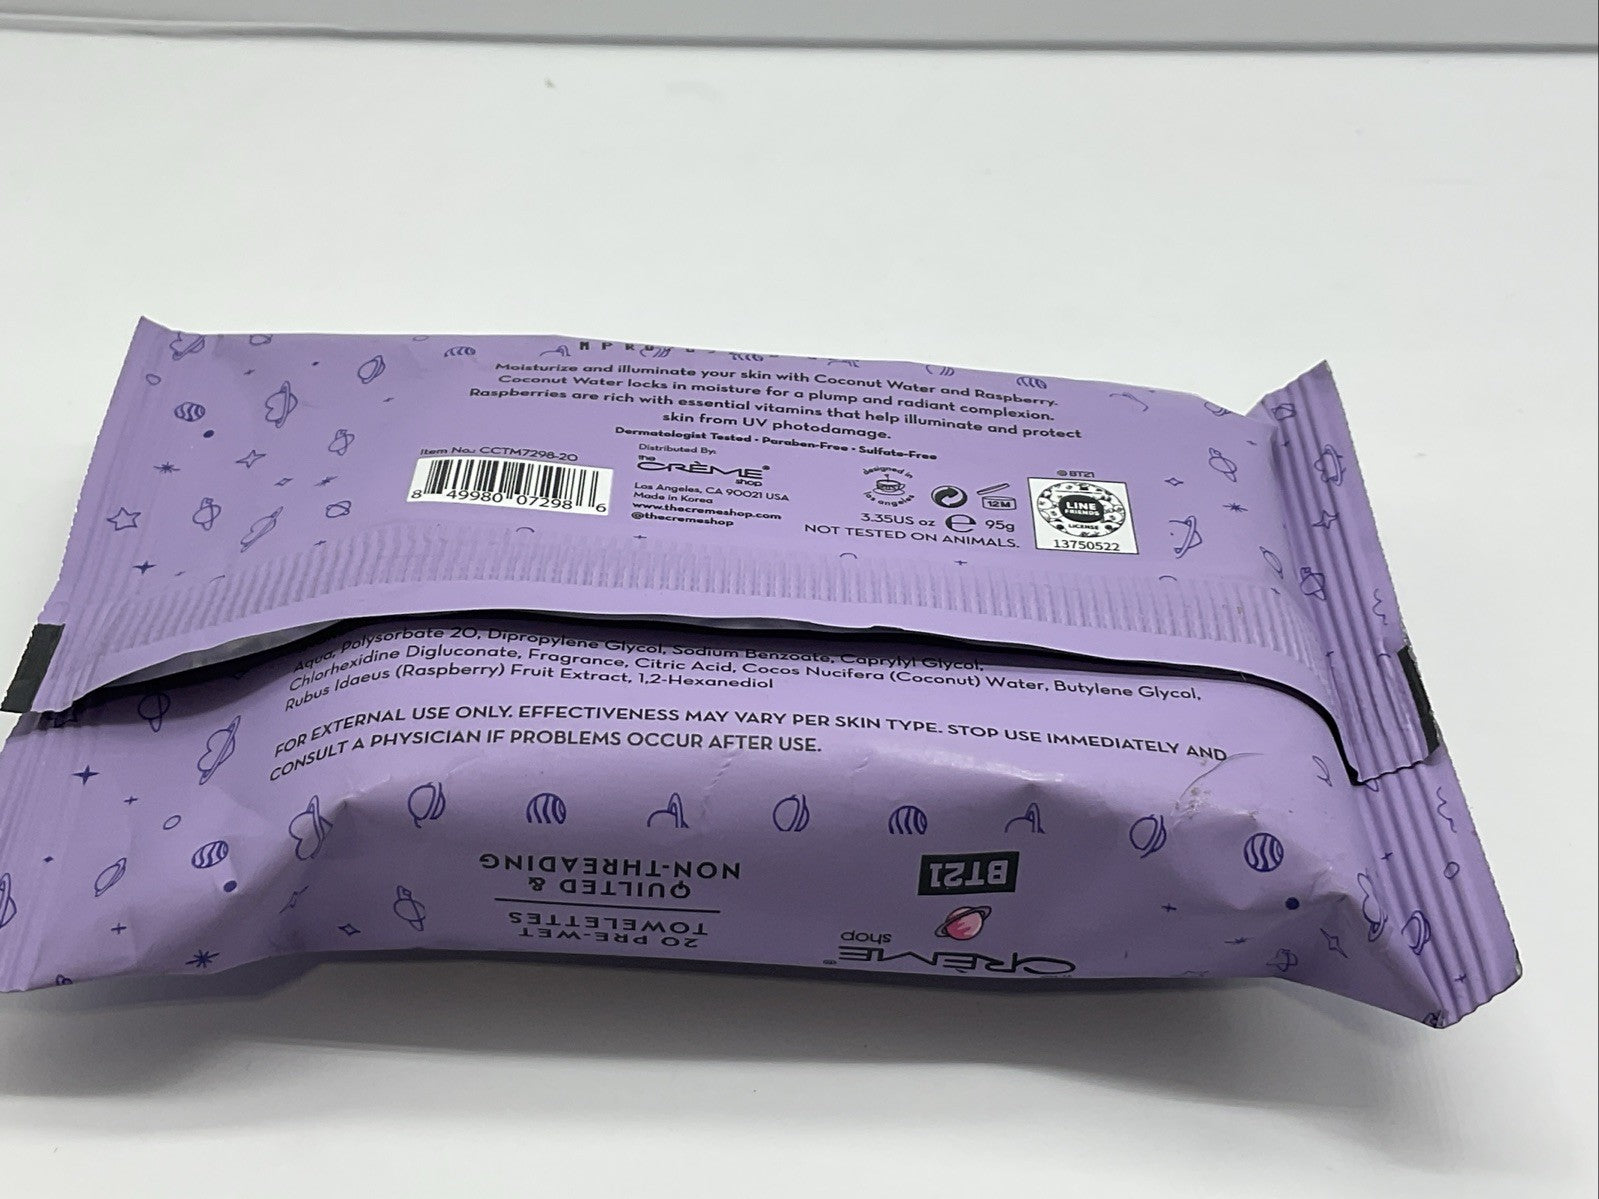 Moisturize and illuminate your skin with Coconut Water and Raspberry.
Coconut Water locks in moisture for a plump and radiant complexion.
Raspberries are rich with essential vitamins that help illuminate and protect
skin from UV photodamage.
Dermatologist Tested • Paraben-Free • Sulfate-Free
Item No.: CCTM7298-20
8 49980 07298 6
Distributed By:
the
CRÈME®
shop
Los Angeles, CA 90021 USA
Made in Korea
www.thecremeshop.com
@thecremeshop
designed in
los angeles
12M
3.35US oz ℮ 95g
NOT TESTED ON ANIMALS.
© BT21
LINE
FRIENDS
LICENSE
13750522
Aqua, Polysorbate 20, Dipropylene Glycol, Sodium Benzoate, Caprylyl Glycol,
Chlorhexidine Digluconate, Fragrance, Citric Acid, Cocos Nucifera (Coconut) Water, Butylene Glycol,
Rubus Idaeus (Raspberry) Fruit Extract, 1,2-Hexanediol
FOR EXTERNAL USE ONLY. EFFECTIVENESS MAY VARY PER SKIN TYPE. STOP USE IMMEDIATELY AND
CONSULT A PHYSICIAN IF PROBLEMS OCCUR AFTER USE.
CRÈME®
shop
BT21
20 PRE-WET
TOWELETTES
QUILTED &
NON-THREADING